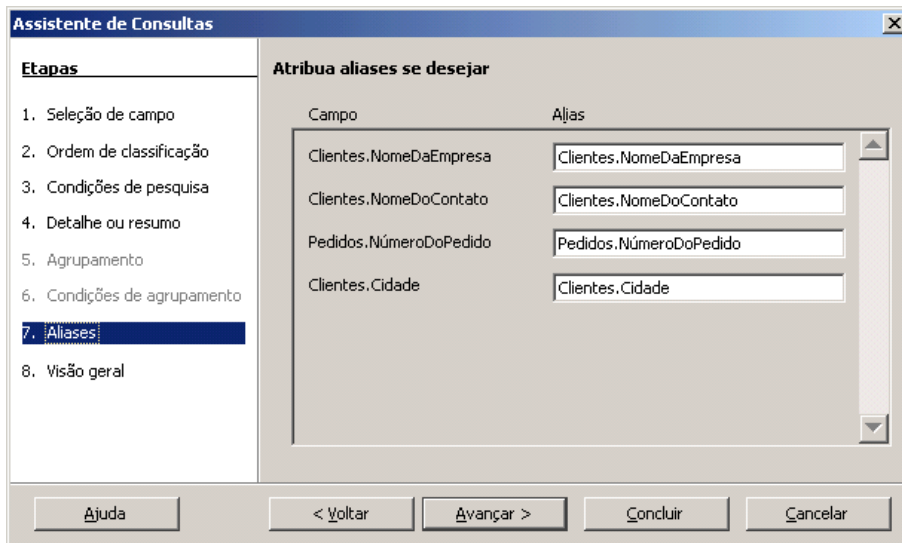 Assistente de Consultas
Etapas
1. Seleção de campo
2. Ordem de classificação
3. Condições de pesquisa
4. Detalhe ou resumo
5. Agrupamento
6. Condições de agrupamento
7. Aliases
8. Visão geral
Atribua aliases se desejar
Campo Alias
Clientes.NomeDaEmpresa Clientes.NomeDaEmpresa
Clientes.NomeDoContato Clientes.NomeDoContato
Pedidos.NúmeroDoPedido Pedidos.NúmeroDoPedido
Clientes.Cidade Clientes.Cidade
Ajuda < Voltar Avançar > Concluir Cancelar